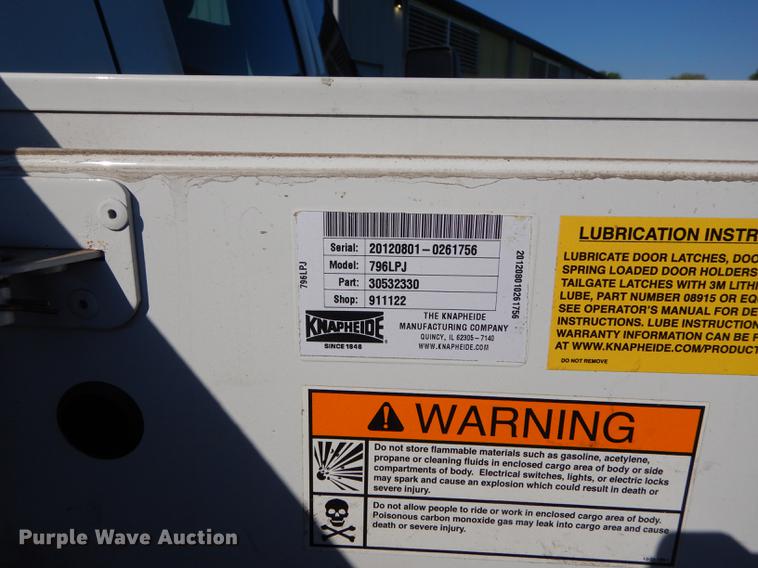 PurpleWave.com
Serial: 20120801-0261756
Model: 796LPJ
Part: 30532330
Shop: 911122
796LPJ
201208010261756
KNAPHEIDE
SINCE 1848
THE KNAPHEIDE
MANUFACTURING COMPANY
QUINCY, IL 62305-7140
WWW.KNAPHEIDE.COM
LUBRICATION INSTR
LUBRICATE DOOR LATCHES, DOO
SPRING LOADED DOOR HOLDERS
TAILGATE LATCHES WITH 3M LITHI
LUBE, PART NUMBER 08915 OR EQ
SEE OPERATOR'S MANUAL FOR DE
INSTRUCTIONS. LUBE INSTRUCTION
WARRANTY INFORMATION CAN BE F
AT WWW.KNAPHEIDE.COM/PRODUCT
DO NOT REMOVE
WARNING
Do not store flammable materials such as gasoline, acetylene,
propane or cleaning fluids in enclosed cargo area of body or side
compartments of body. Electrical switches, lights, or electric locks
may spark and cause an explosion which could result in death or
severe injury.
Do not allow people to ride or work in enclosed cargo area of body.
Poisonous carbon monoxide gas may leak into cargo area and cause
death or severe injury.
Purple Wave Auction